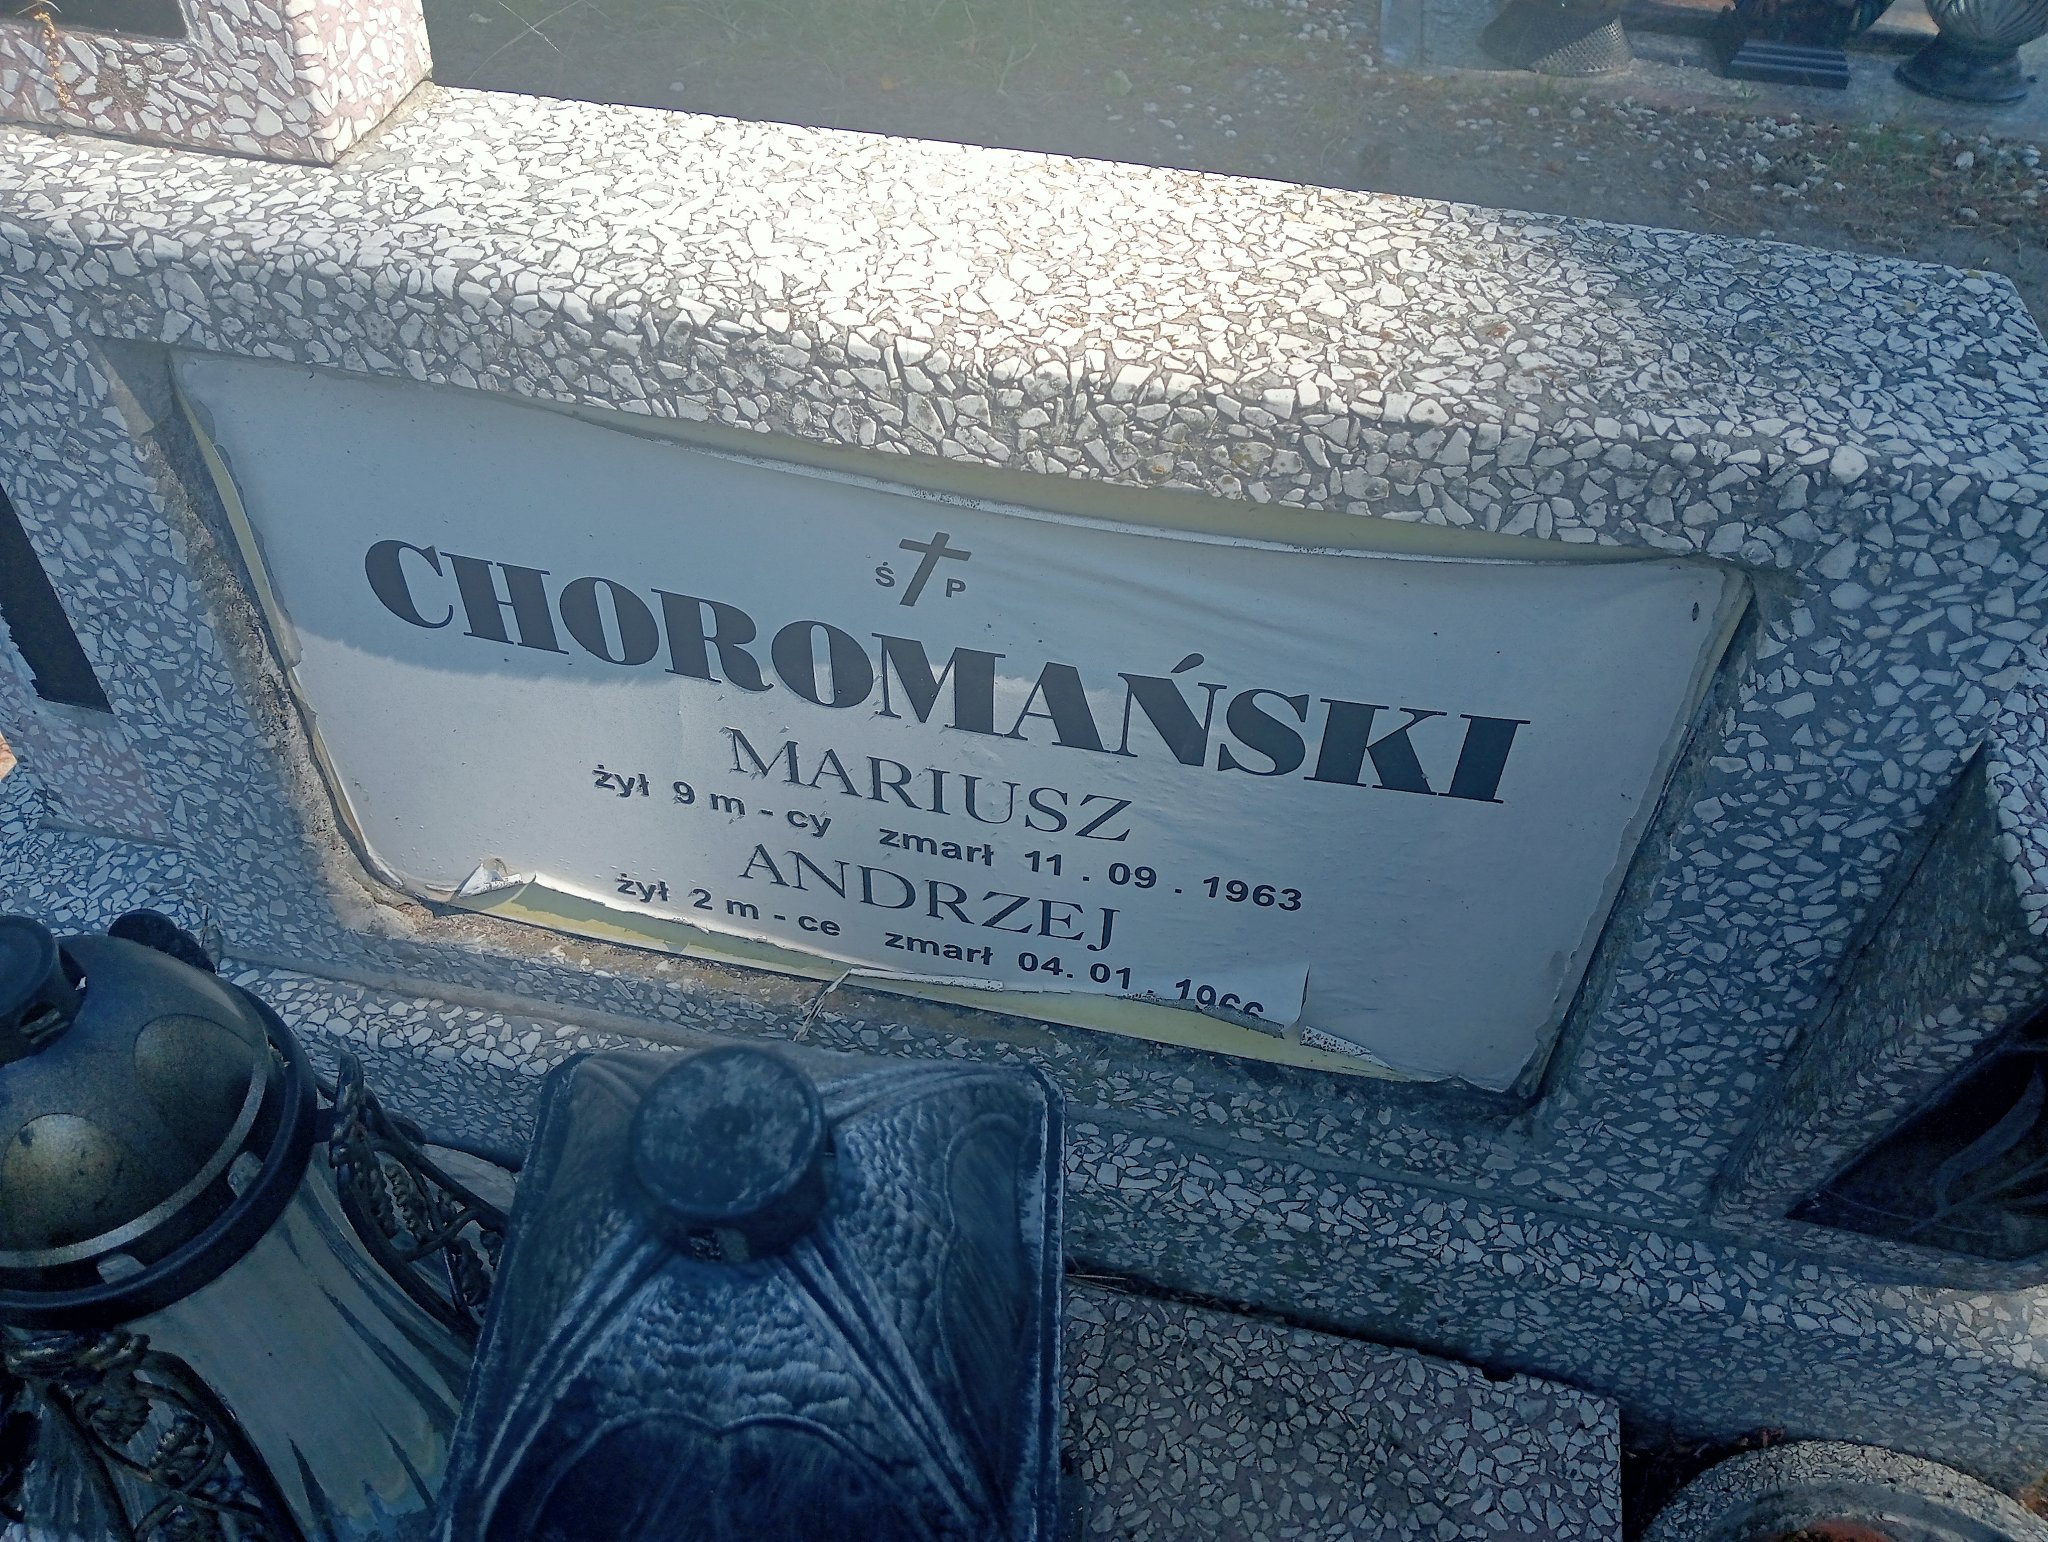 Ś P
CHOROMAŃSKI
MARIUSZ
żył 9 m - cy zmarł 11 . 09 . 1963
ANDRZEJ
żył 2 m - ce zmarł 04. 01 . 1966